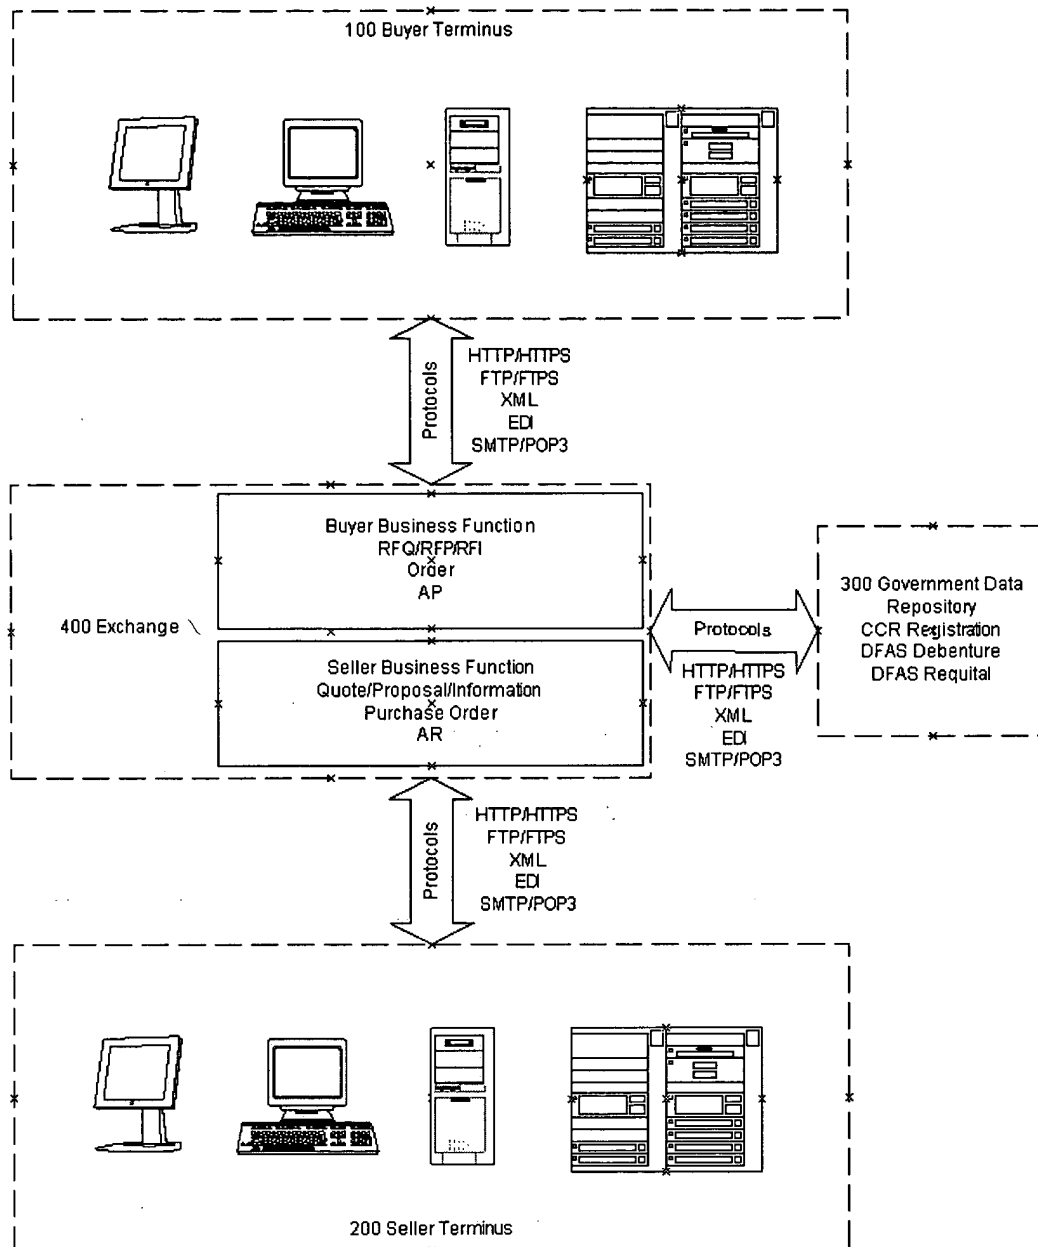 100 Buyer Terminus
Protocols
HTTP/HTTPS
FTP/FTPS
XML
EDI
SMTP/POP3
Buyer Business Function
RFQ/RFP/RFI
Order
AP
400 Exchange
Seller Business Function
Quote/Proposal/Information
Purchase Order
AR
Protocols
HTTP/HTTPS
FTP/FTPS
XML
EDI
SMTP/POP3
300 Government Data
Repository
CCR Registration
DFAS Debenture
DFAS Requital
Protocols
HTTP/HTTPS
FTP/FTPS
XML
EDI
SMTP/POP3
200 Seller Terminus